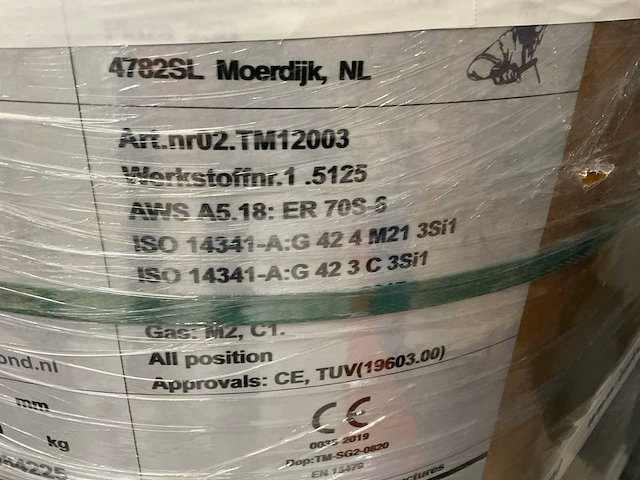 4782SL Moerdijk, NL
Art.nr02.TM12003
Werkstoffnr.1 .5125
AWS A5.18: ER 70S-6
ISO 14341-A:G 42 4 M21 3Si1
ISO 14341-A:G 42 3 C 3Si1
Gas: M2, C1.
ond.nl
All position
Approvals: CE, TUV(19603.00)
mm
kg
CE
0035-2019
Dop:TM-SG2-0820
EN 13479